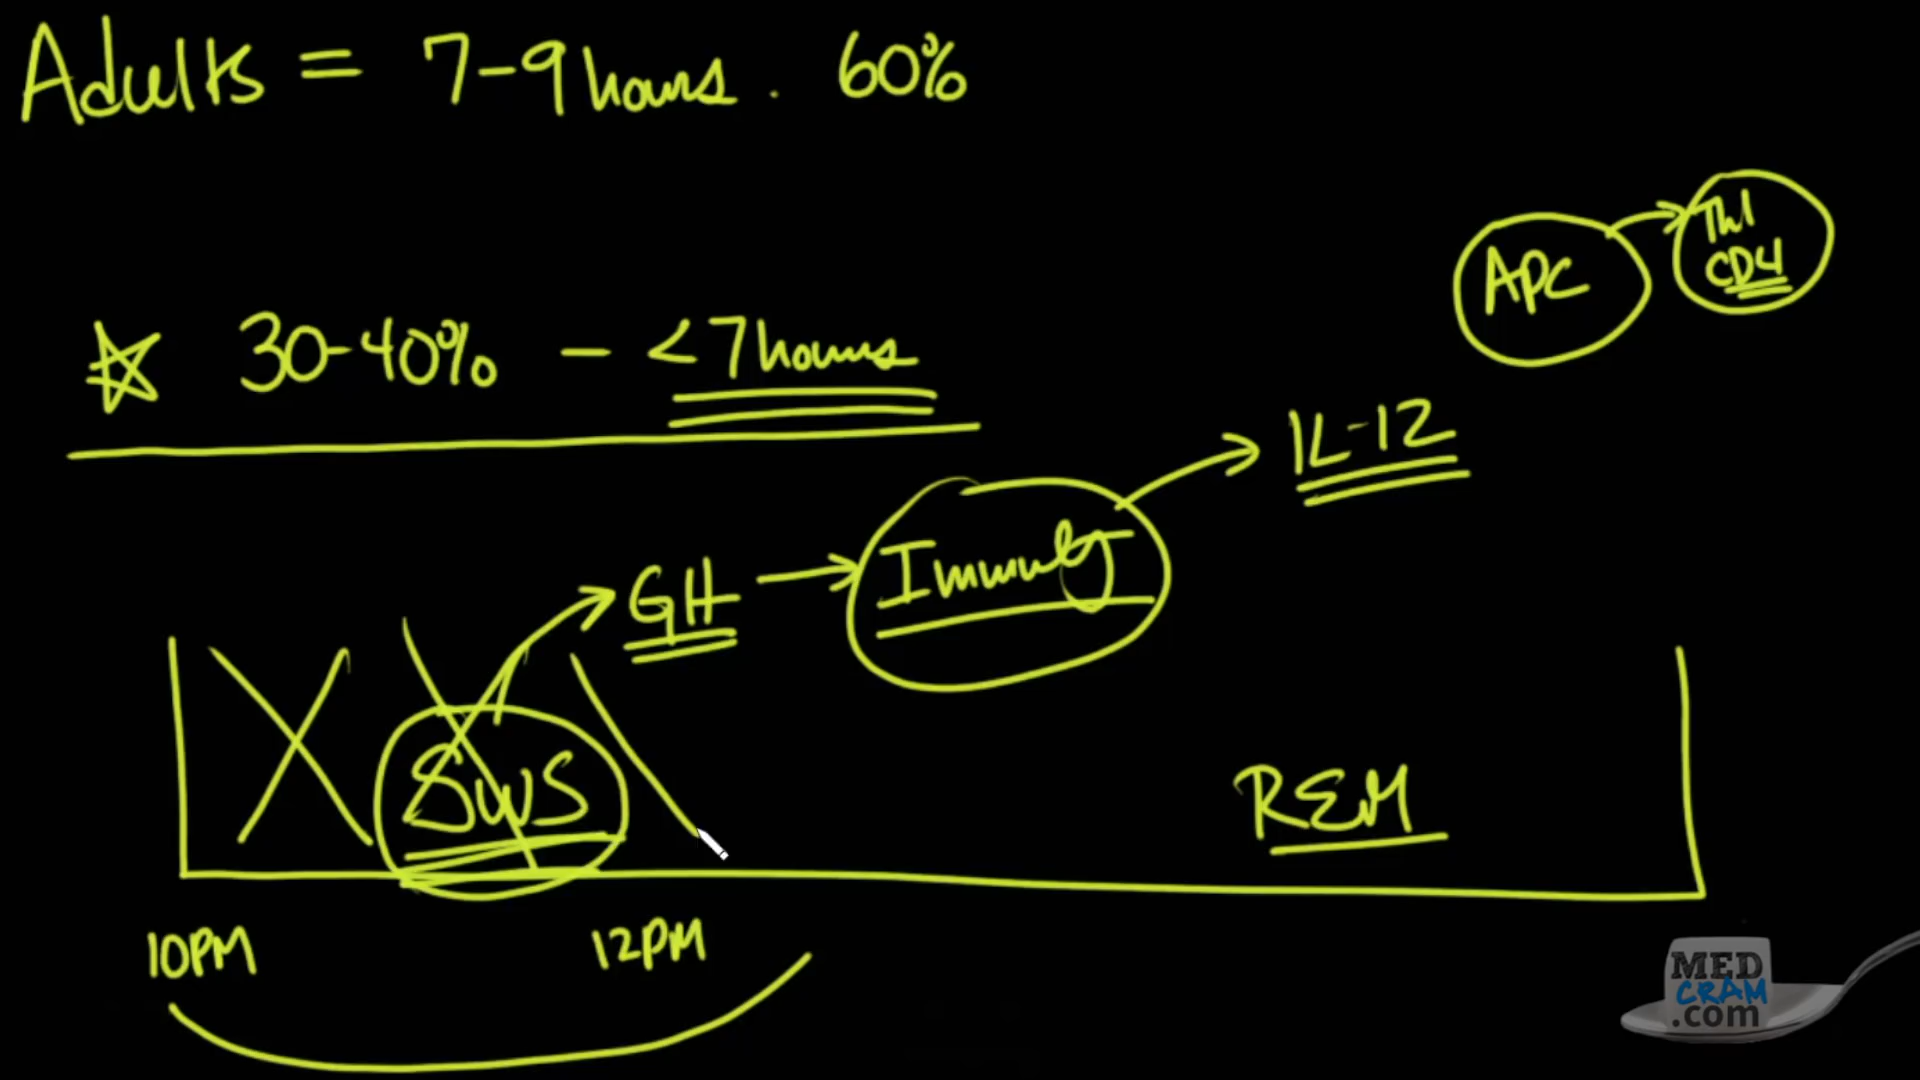 Adults = 7-9 hours. 60%
APC
Th1
CD4
☆ 30-40% - <7 hours
IL-12
GH
Immunity
SWS
REM
10PM
12PM
MED
CRAM
.com